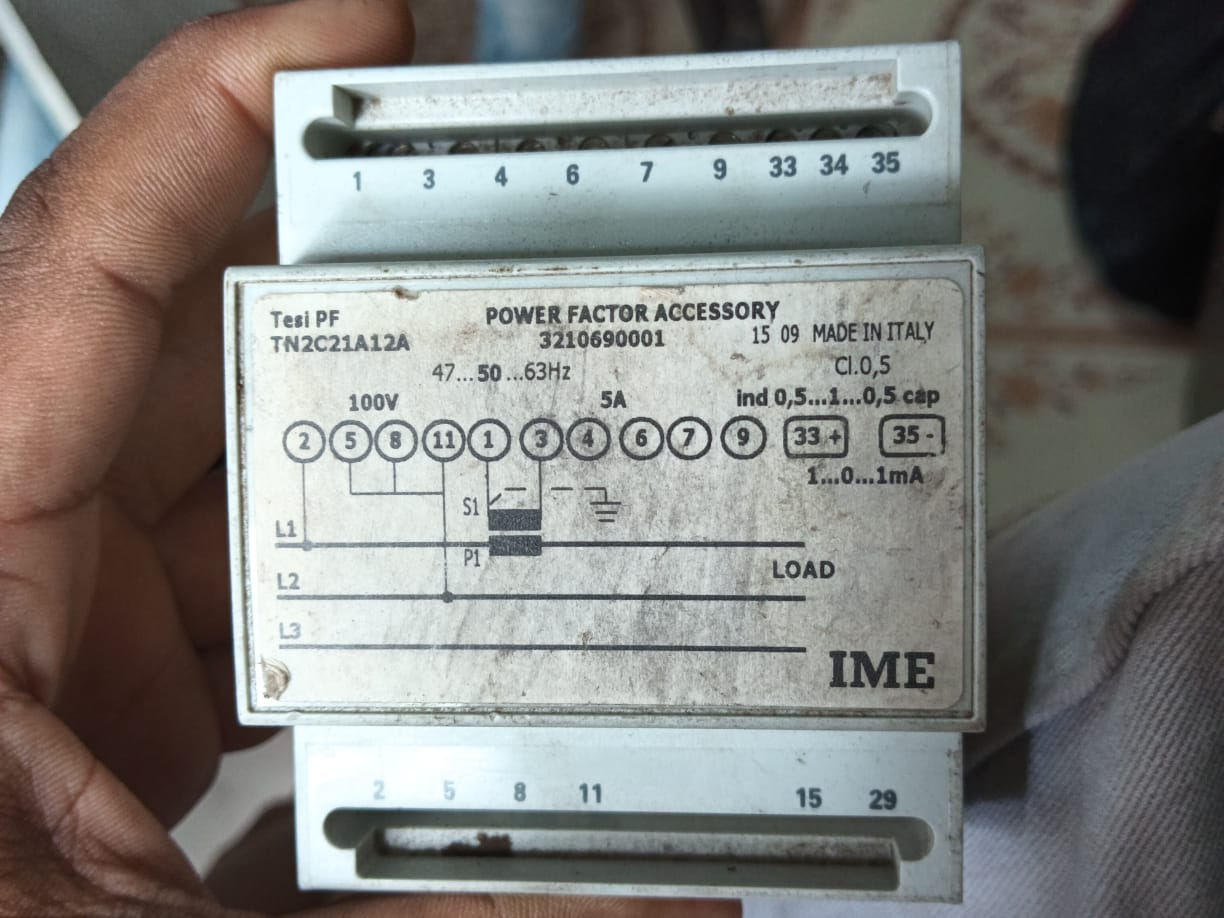 1 3 4 6 7 9 33 34 35
Tesi PF POWER FACTOR ACCESSORY
TN2C21A12A 3210690001 15 09 MADE IN ITALY
47...50...63Hz Cl.0,5
100V 5A ind 0,5...1...0,5 cap
2 5 8 11 1 3 4 6 7 9 33 + 35 -
1...0...1mA
S1
L1
P1
LOAD
L2
L3
IME
2 5 8 11 15 29